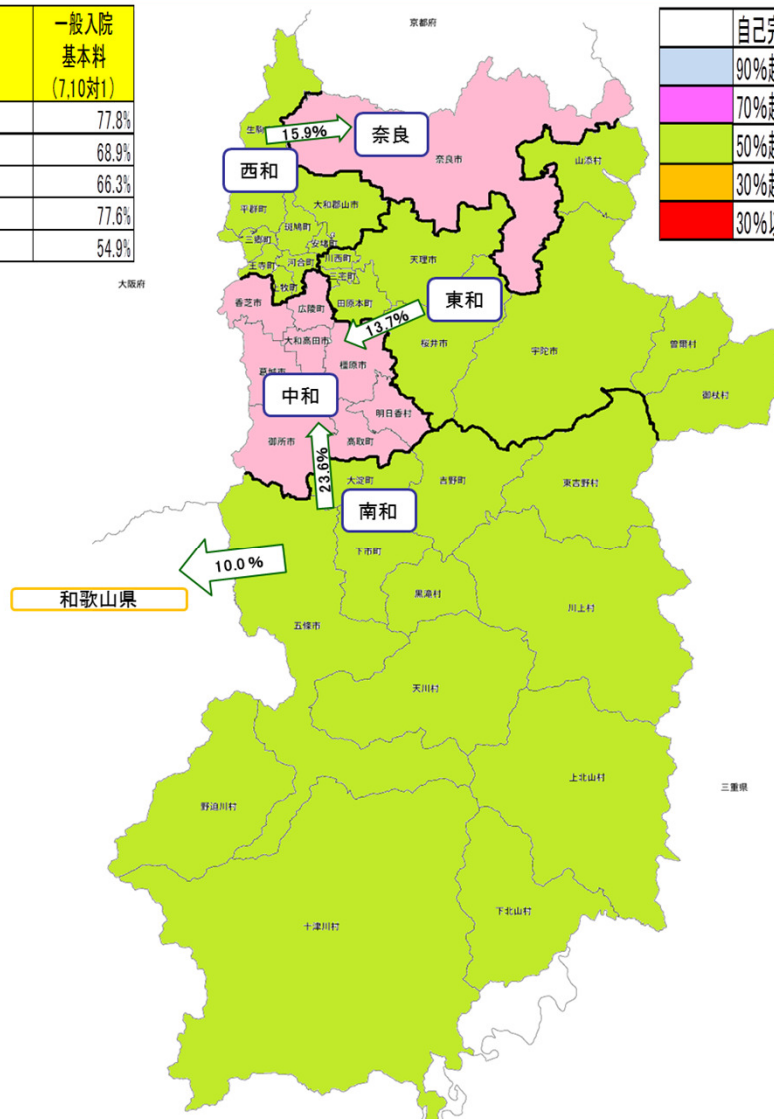 一般入院
基本料
(7,10対1)
77.8%
68.9%
66.3%
77.6%
54.9%
京都府
自己完
90%超
70%超
50%超
30%超
30%以
生駒
15.9%
奈良
奈良市
山添村
西和
平群町
大和郡山市
斑鳩町
三郷町
安堵町
天理市
王寺町
河合町
川西町
三宅町
上牧町
大阪府
田原本町
東和
香芝市
広陵町
13.7%
大和高田市
桜井市
宇陀市
曽爾村
葛城市
橿原市
御杖村
中和
明日香村
御所市
高取町
23.6%
大淀町
吉野町
東吉野村
南和
下市町
10.0%
和歌山県
黒滝村
川上村
五條市
天川村
上北山村
三重県
野迫川村
十津川村
下北山村